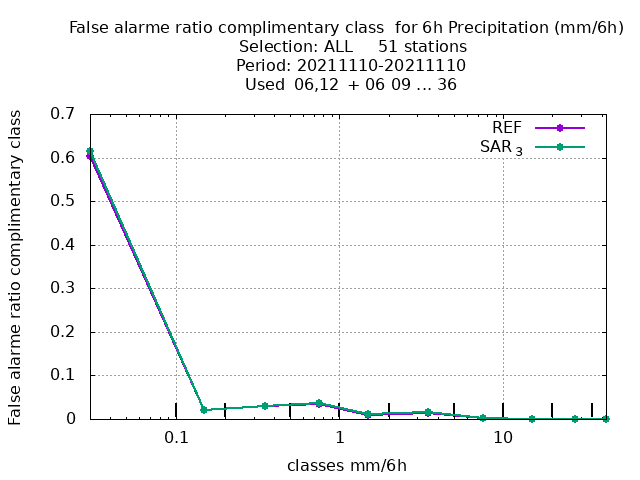 False alarme ratio complimentary class  for 6h Precipitation (mm/6h)
Selection: ALL     51 stations
Period: 20211110-20211110
Used  06,12  + 06 09 ... 36
False alarme ratio complimentary class
0.7
0.6
0.5
0.4
0.3
0.2
0.1
0
REF
SAR 3
0.1
1
10
classes mm/6h